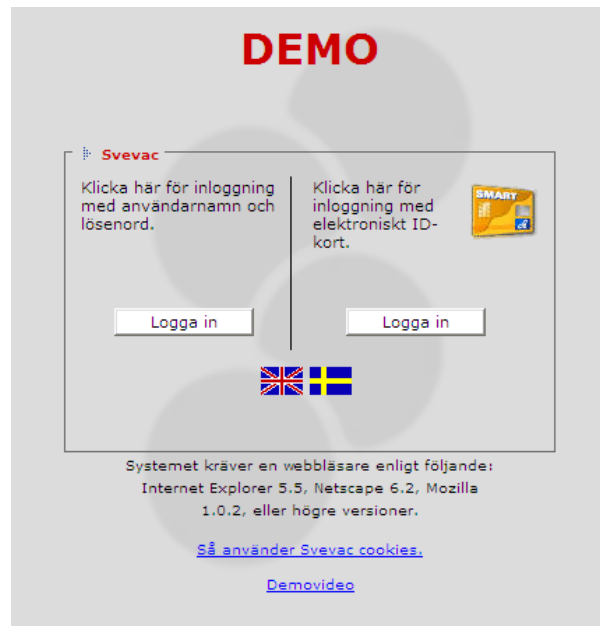 DEMO
Svevac
Klicka här för inloggning
med användarnamn och
lösenord.
Klicka här för
inloggning med
elektroniskt ID-
kort.
SMART
Logga in
Logga in
Systemet kräver en webbläsare enligt följande:
Internet Explorer 5.5, Netscape 6.2, Mozilla
1.0.2, eller högre versioner.
Så använder Svevac cookies.
Demovideo